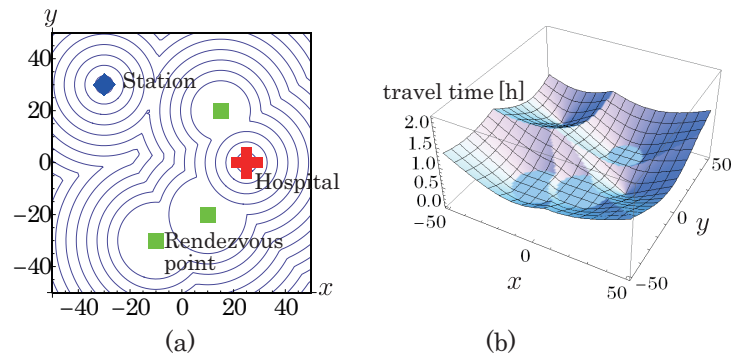 y
40
20
0
−20
−40
−40 −20 0 20 40
x
Station
Hospital
Rendezvous
point
(a)
travel time [h]
2.0
1.5
1.0
0.5
0.0
−50
0
50
x
−50
0
50
y
(b)